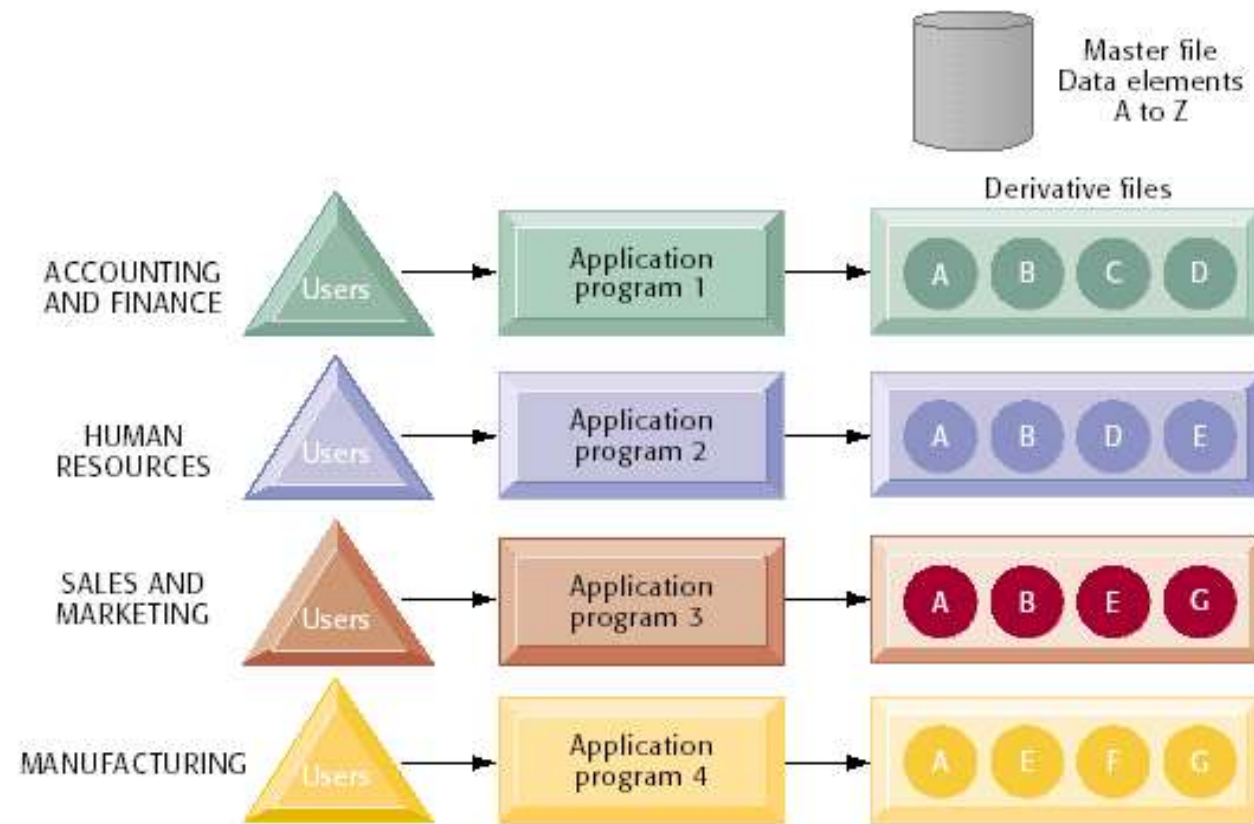 Master file
Data elements
A to Z
Derivative files
ACCOUNTING
AND FINANCE
Users
Application
program 1
A B C D
HUMAN
RESOURCES
Users
Application
program 2
A B D E
SALES AND
MARKETING
Users
Application
program 3
A B E G
MANUFACTURING
Users
Application
program 4
A E F G